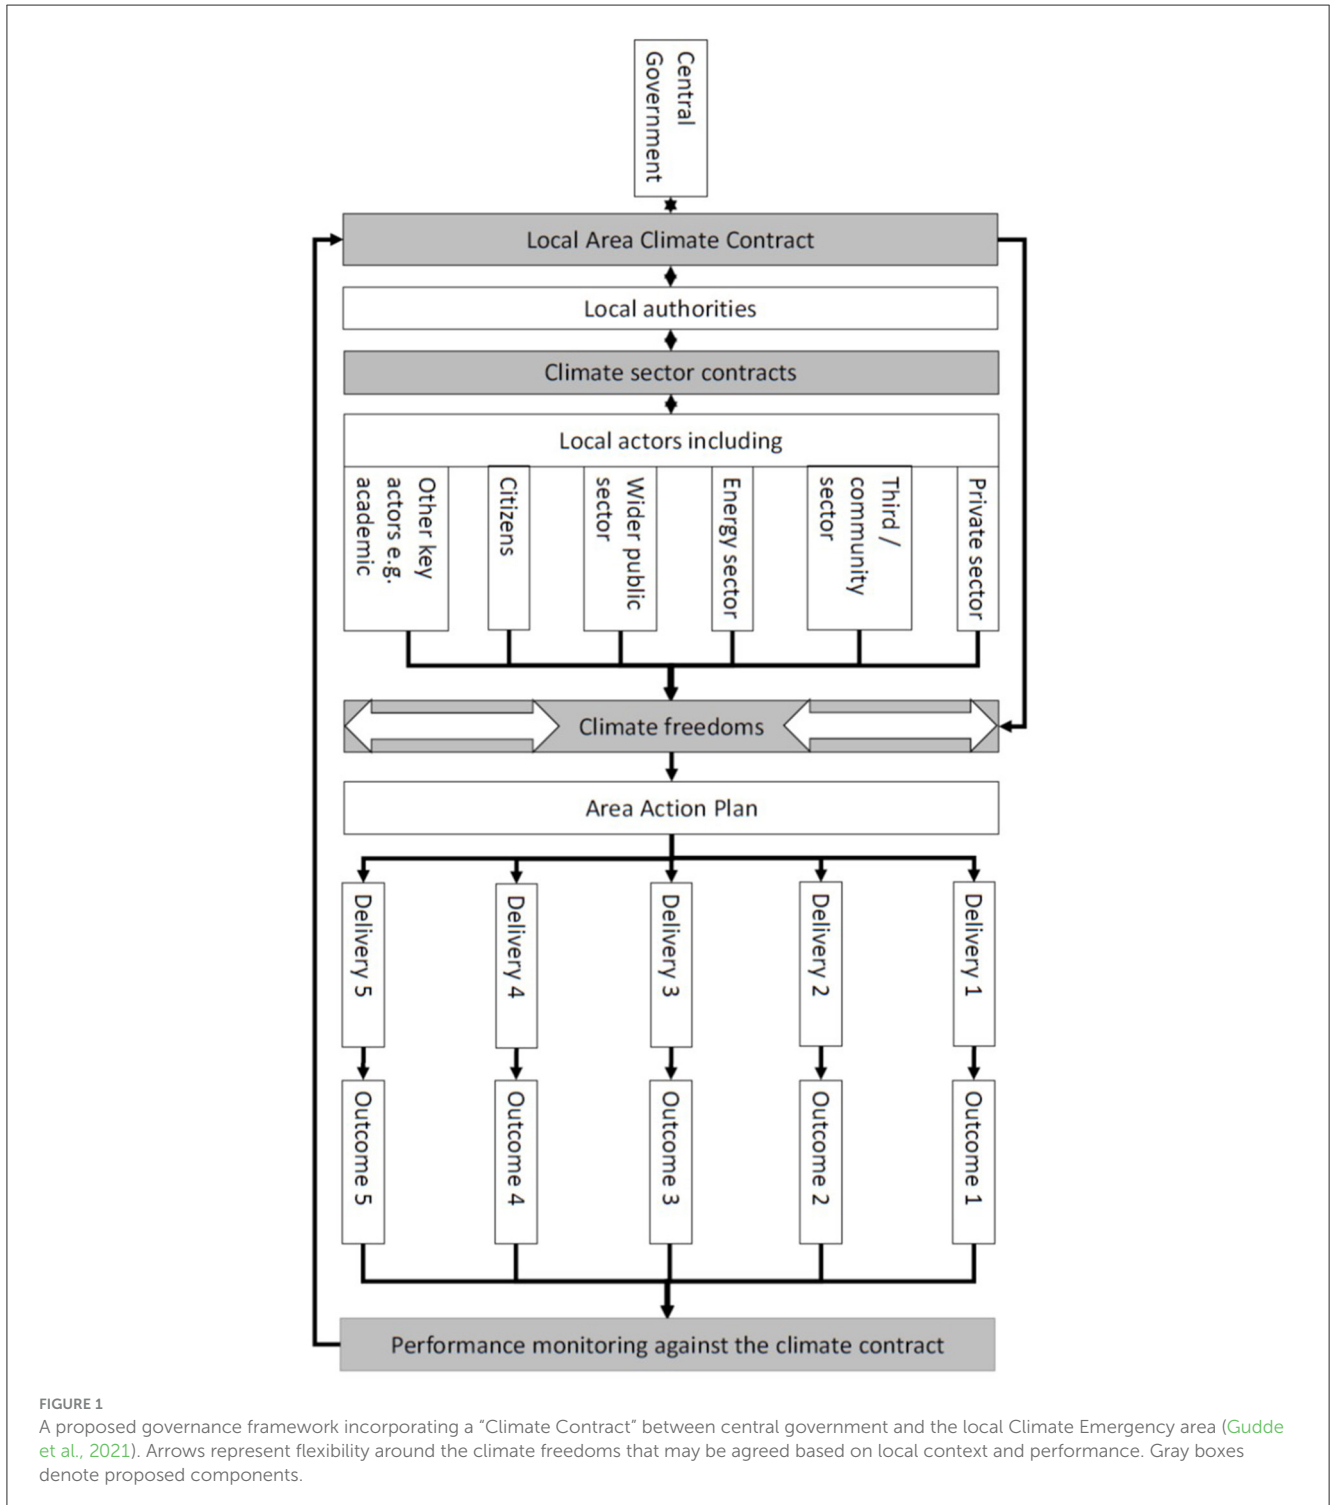 Central
Government
Local Area Climate Contract
Local authorities
Climate sector contracts
Local actors including
Other key
actors e.g.
academic
Citizens
Wider public
sector
Energy sector
Third /
community
sector
Private sector
Climate freedoms
Area Action Plan
Delivery 5
Delivery 4
Delivery 3
Delivery 2
Delivery 1
Outcome 5
Outcome 4
Outcome 3
Outcome 2
Outcome 1
Performance monitoring against the climate contract
FIGURE 1
A proposed governance framework incorporating a “Climate Contract” between central government and the local Climate Emergency area (Gudde
et al., 2021). Arrows represent flexibility around the climate freedoms that may be agreed based on local context and performance. Gray boxes
denote proposed components.